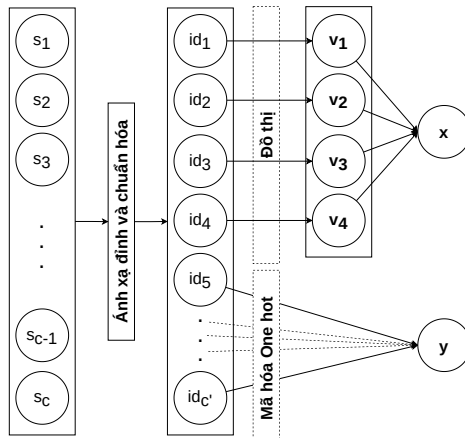 s1
s2
s3
.
.
.
sc-1
sc
Ánh xạ đỉnh và chuẩn hóa
id1
id2
id3
id4
id5
.
.
.
idc'
Đồ thị
Mã hóa One hot
v1
v2
v3
v4
x
y